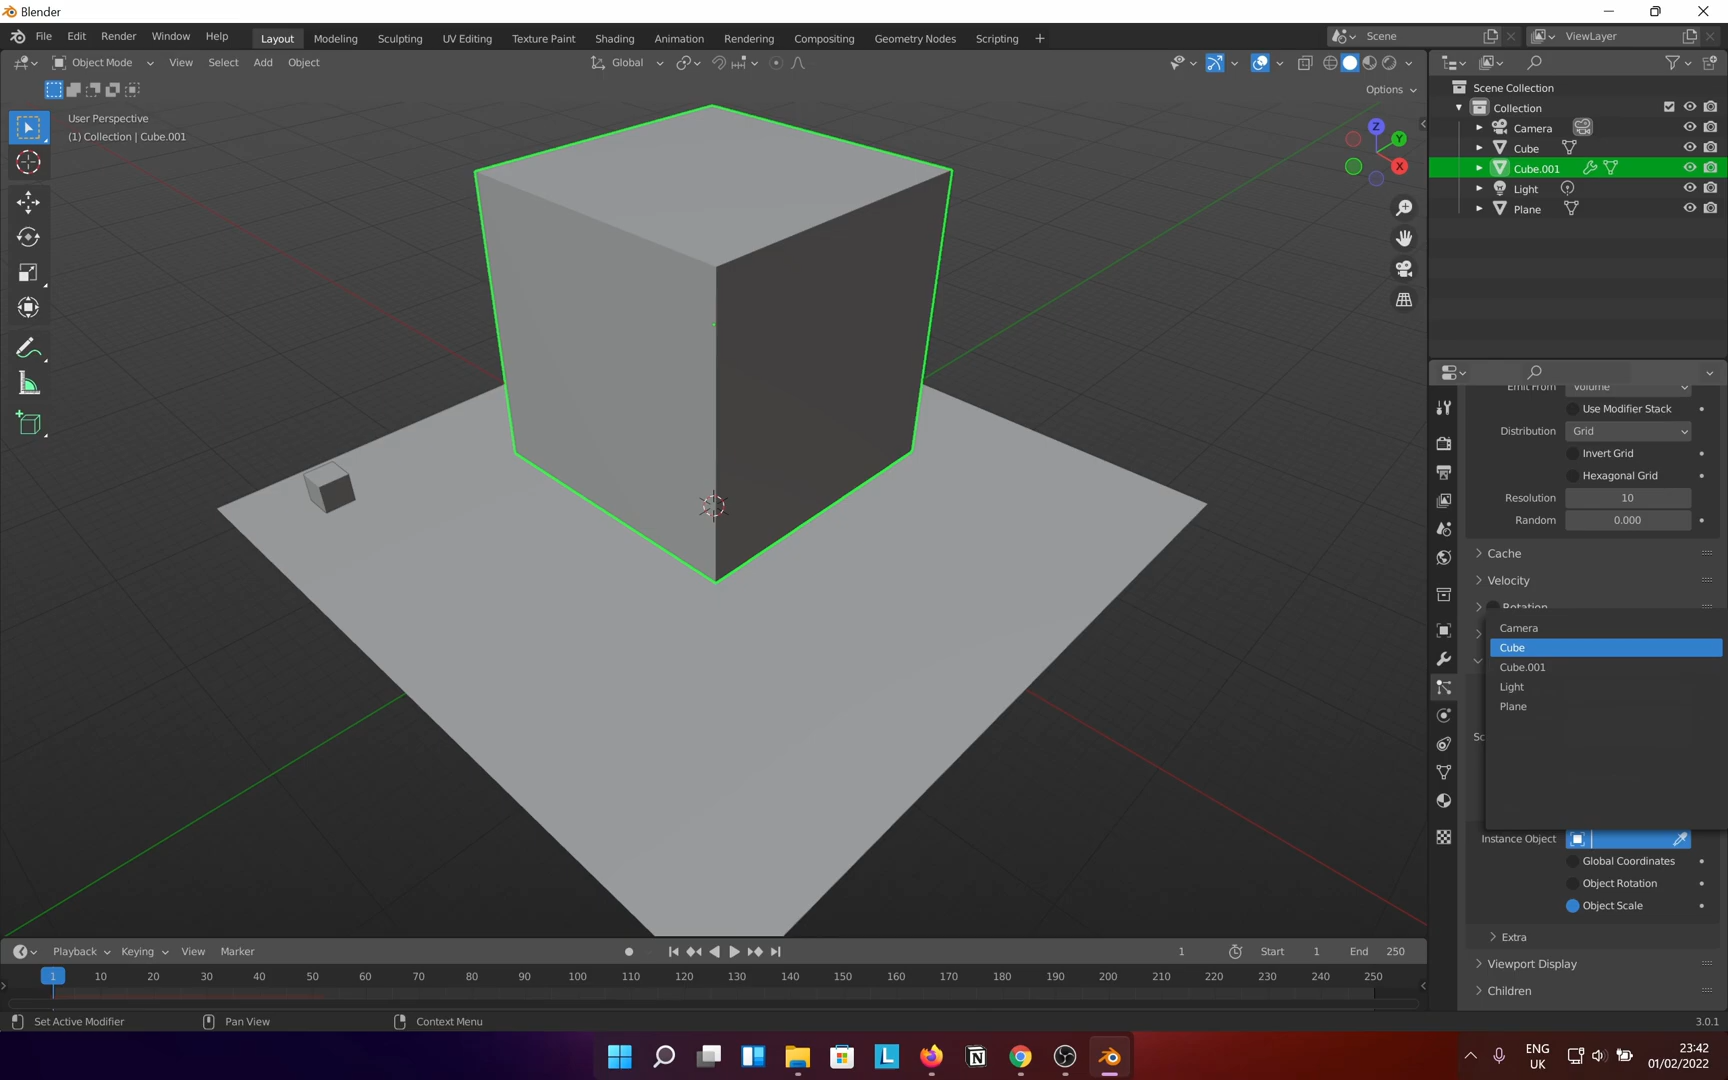 Blender
File Edit Render Window Help Layout Modeling Sculpting UV Editing Texture Paint Shading Animation Rendering Compositing Geometry Nodes Scripting + Scene ViewLayer
Object Mode View Select Add Object Global
Options
User Perspective
(1) Collection | Cube.001
Z
Y
X
Scene Collection
Collection
Camera
Cube
Cube.001
Light
Plane
Emit From Volume
Use Modifier Stack
Distribution Grid
Invert Grid
Hexagonal Grid
Resolution 10
Random 0.000
Cache
Velocity
Rotation
Camera
Cube
Cube.001
Light
Plane
Sc
Instance Object
Global Coordinates
Object Rotation
Object Scale
Extra
Viewport Display
Children
Playback Keying View Marker 1 Start 1 End 250
1 10 20 30 40 50 60 70 80 90 100 110 120 130 140 150 160 170 180 190 200 210 220 230 240 250
Set Active Modifier Pan View Context Menu 3.0.1
L N
ENG
UK
23:42
01/02/2022